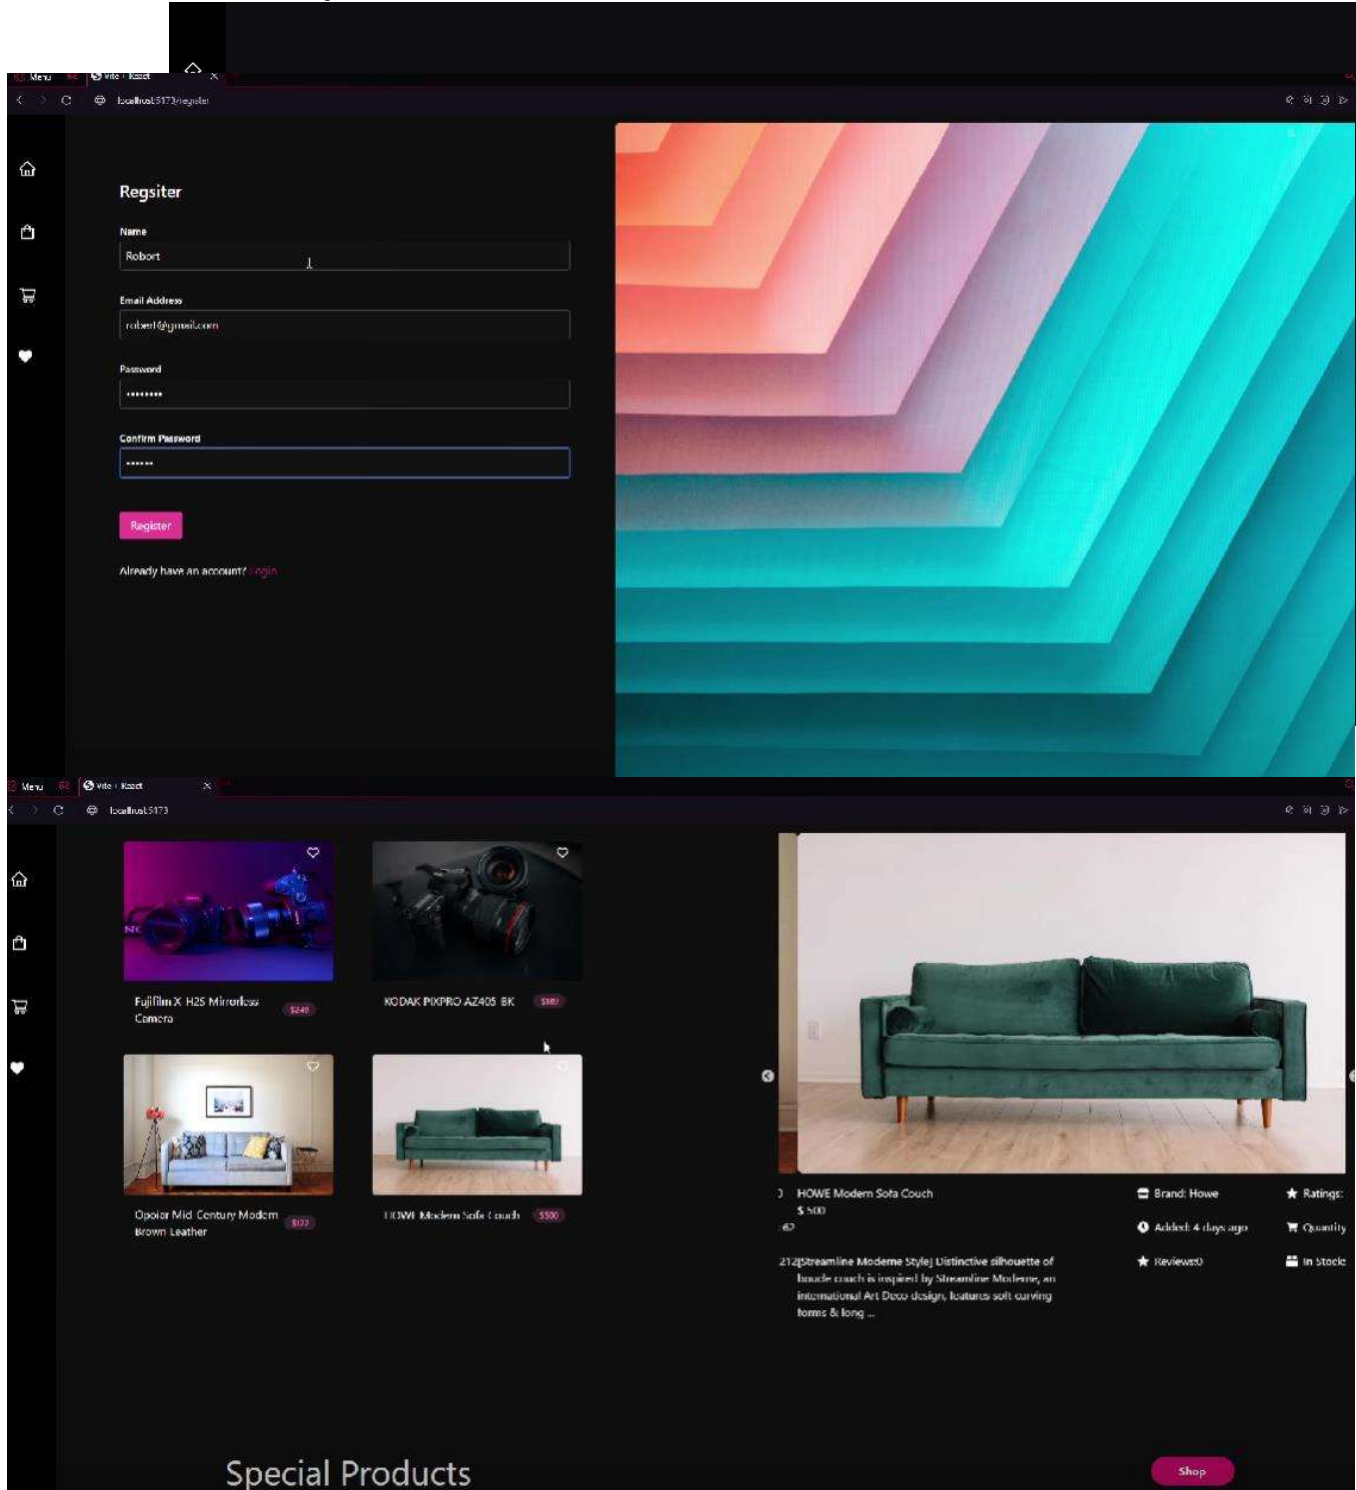 Menu
Vite + React
localhost:5173/register
Regsiter
Name
Robort
Email Address
robert@gmail.com
Password
••••••••
Confirm Password
••••••
Register
Already have an account? Login
Menu
Vite + React
localhost:5173
Fujifilm X-H2S Mirrorless $249
Camera
KODAK PIXPRO AZ405-BK
Opoiar Mid-Century Modern
Brown Leather
HOWE Modern Sofa Couch $500
HOWE Modern Sofa Couch
$ 500
Brand: Howe
Ratings:
Added: 4 days ago
Quantity
Reviews:0
In Stock:
212
[Streamline Moderne Style] Distinctive silhouette of
boucle couch is inspired by Streamline Moderne, an
international Art Deco design, features soft curving
forms & long ...
Special Products
Shop